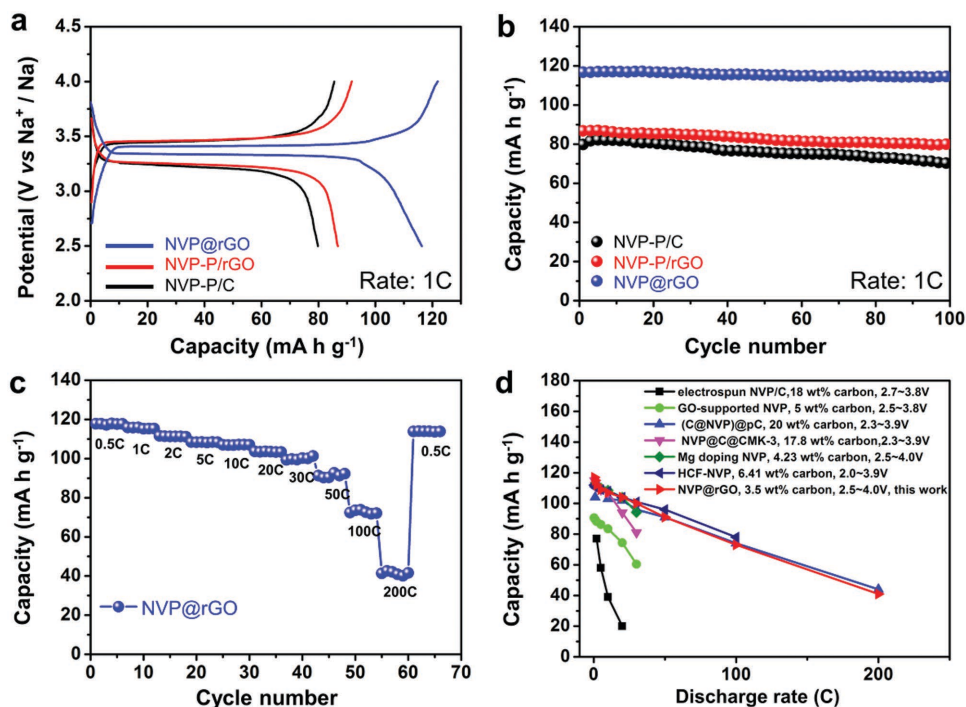 a
4.5
4.0
3.5
3.0
2.5
2.0
Potential (V vs Na⁺ / Na)
NVP@rGO
NVP-P/rGO
NVP-P/C
Rate: 1C
0 20 40 60 80 100 120
Capacity (mA h g⁻¹)
b
140
120
100
80
60
40
20
0
Capacity (mA h g⁻¹)
NVP-P/C
NVP-P/rGO
NVP@rGO
Rate: 1C
0 20 40 60 80 100
Cycle number
c
140
120
100
80
60
40
20
0
Capacity (mA h g⁻¹)
0.5C
1C
2C
5C
10C
20C
30C
50C
100C
200C
0.5C
NVP@rGO
0 10 20 30 40 50 60 70
Cycle number
d
180
160
140
120
100
80
60
40
20
0
Capacity (mA h g⁻¹)
electrospun NVP/C,18 wt% carbon, 2.7~3.8V
GO-supported NVP, 5 wt% carbon, 2.5~3.8V
(C@NVP)@pC, 20 wt% carbon, 2.3~3.9V
NVP@C@CMK-3, 17.8 wt% carbon,2.3~3.9V
Mg doping NVP, 4.23 wt% carbon, 2.5~4.0V
HCF-NVP, 6.41 wt% carbon, 2.0~3.9V
NVP@rGO, 3.5 wt% carbon, 2.5~4.0V, this work
0 100 200
Discharge rate (C)